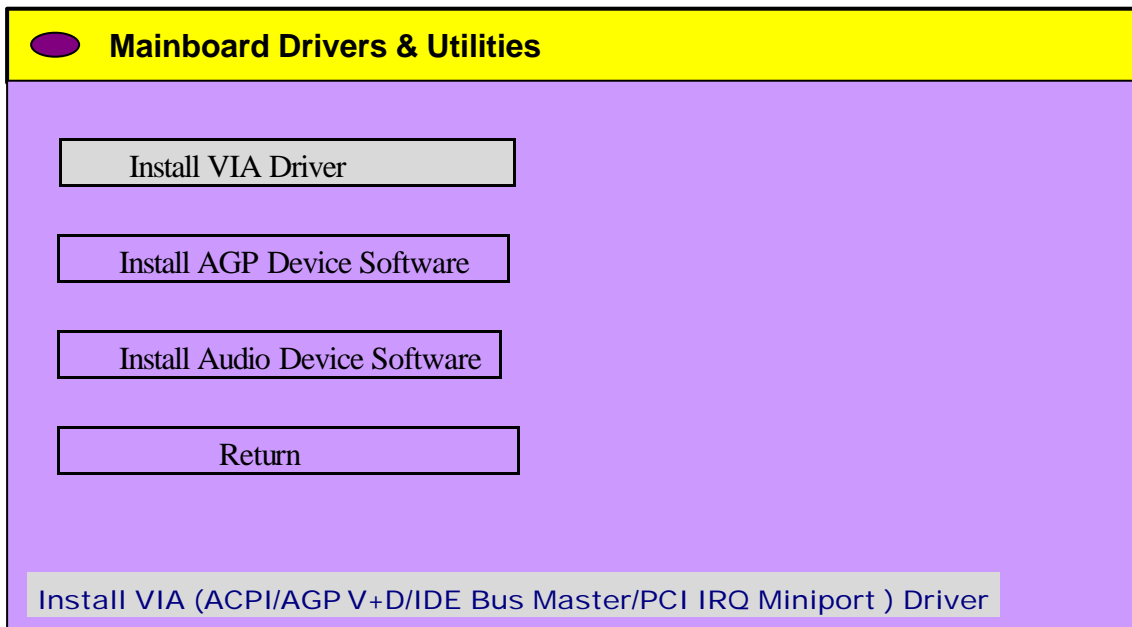 Mainboard Drivers & Utilities
Install VIA Driver
Install AGP Device Software
Install Audio Device Software
Return
Install VIA (ACPI/AGP V+D/IDE Bus Master/PCI IRQ Miniport ) Driver